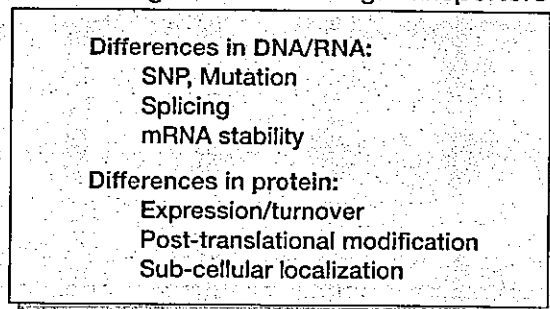 Differences in DNA/RNA:
SNP, Mutation
Splicing
mRNA stability
Differences in protein:
Expression/turnover
Post-translational modification
Sub-cellular localization